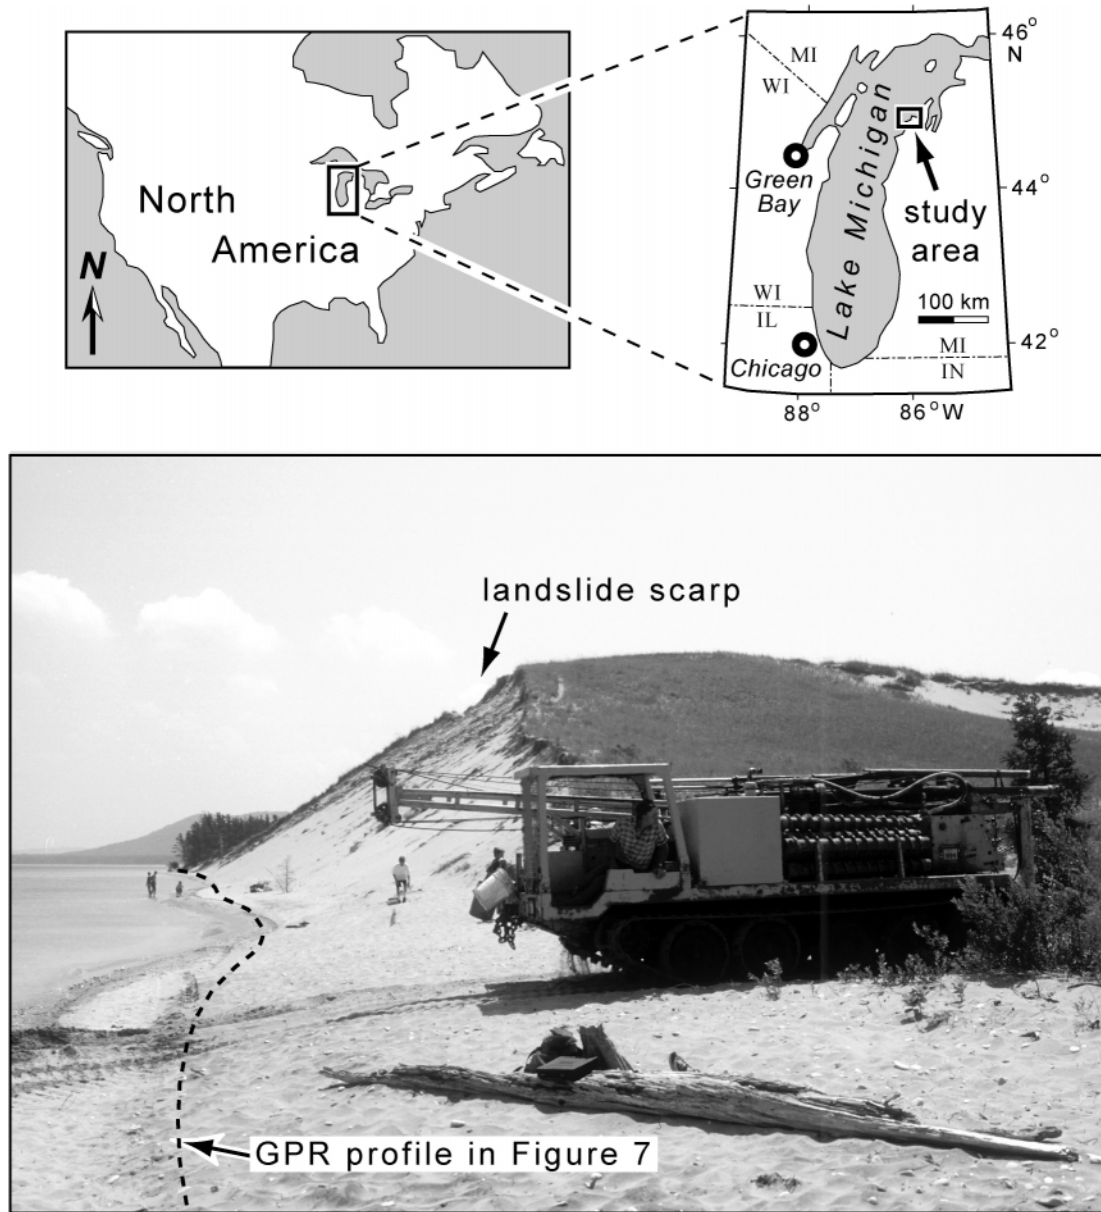 North
America
N
46° N
MI
WI
Lake Michigan
Green
Bay
44°
study
area
100 km
WI
IL
42°
Chicago
MI
IN
88°
86° W
landslide scarp
GPR profile in Figure 7